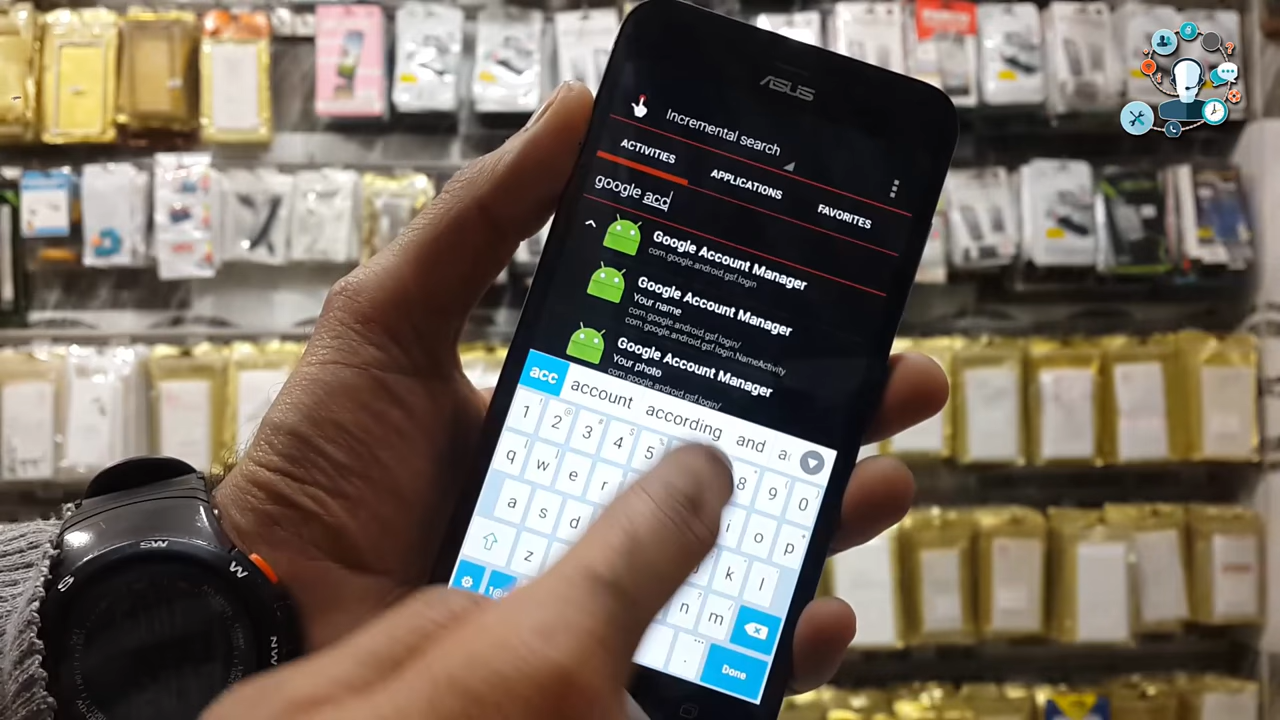 ASUS
Incremental search
ACTIVITIES
APPLICATIONS
FAVORITES
google acc
Google Account Manager
com.google.android.gsf.login
Google Account Manager
Your name
com.google.android.gsf.login/
com.google.android.gsf.login.NameActivity
Google Account Manager
Your photo
com.google.android.gsf.login/
acc account according and
1 2 3 4 5 8 9 0
q w e r i o p
a s d k l
z n m
Done
SW
W
NW
S